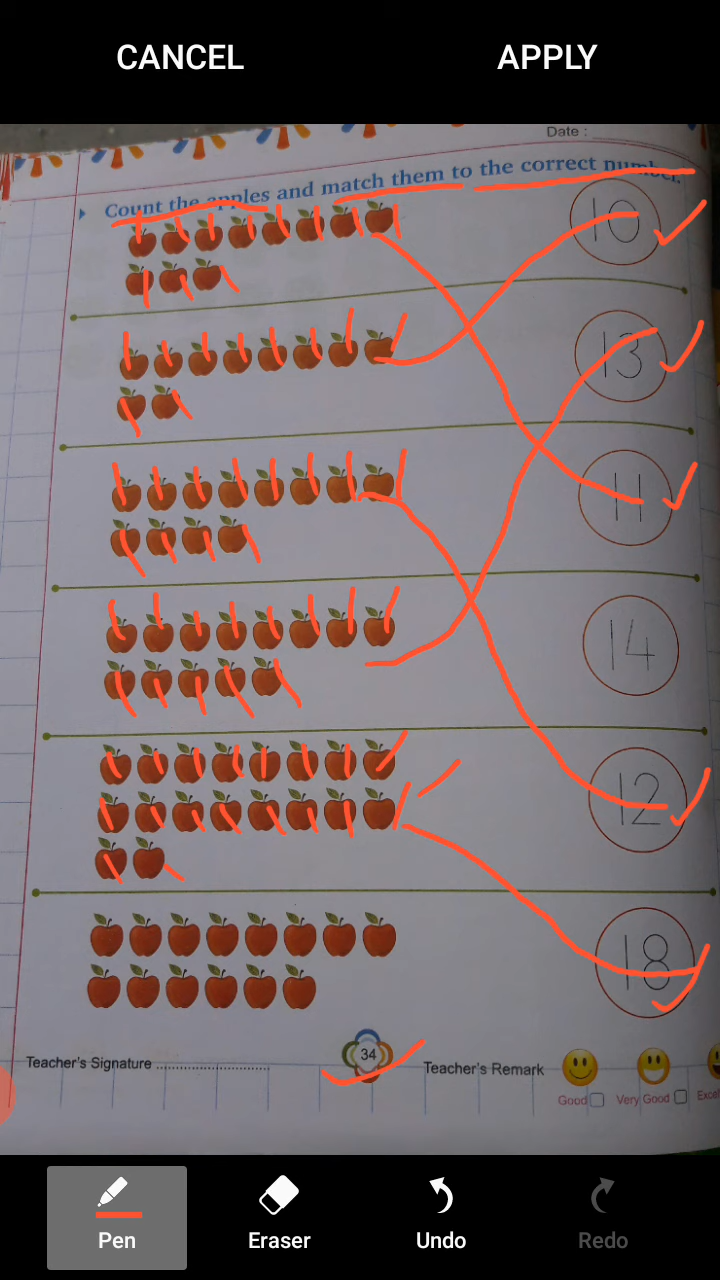 CANCEL APPLY
Date :
Count the apples and match them to the correct number.
10
13
11
14
12
18
Teacher's Signature
34
Teacher's Remark
Good Very Good
Pen Eraser Undo Redo